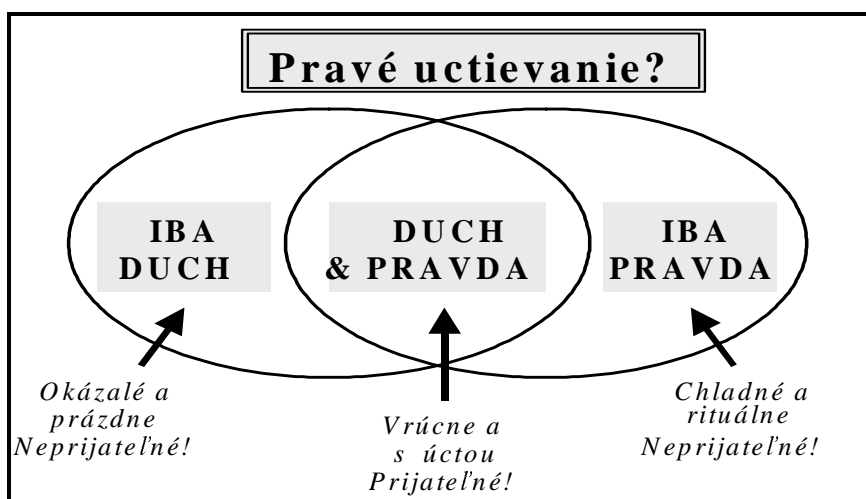 Pravé uctievanie?
IBA
DUCH
DUCH
& PRAVDA
IBA
PRAVDA
Okázalé a
prázdne
Neprijateľné!
Vrúcne a
s úctou
Prijateľné!
Chladné a
rituálne
Neprijateľné!